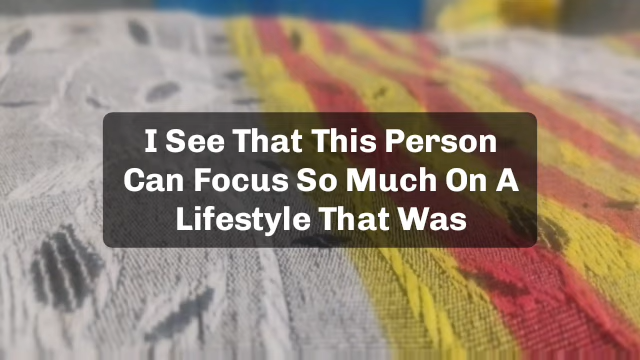 I See That This Person
Can Focus So Much On A
Lifestyle That Was